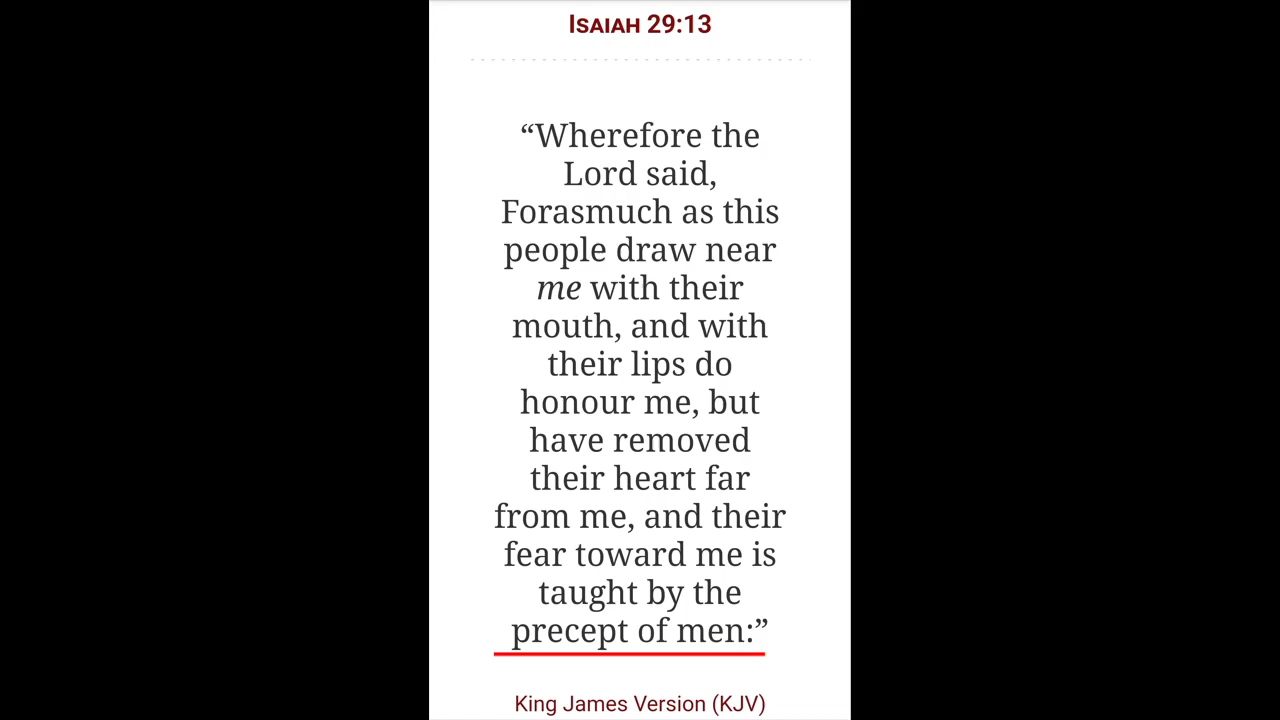 Isaiah 29:13
“Wherefore the
Lord said,
Forasmuch as this
people draw near
me with their
mouth, and with
their lips do
honour me, but
have removed
their heart far
from me, and their
fear toward me is
taught by the
precept of men:”
King James Version (KJV)